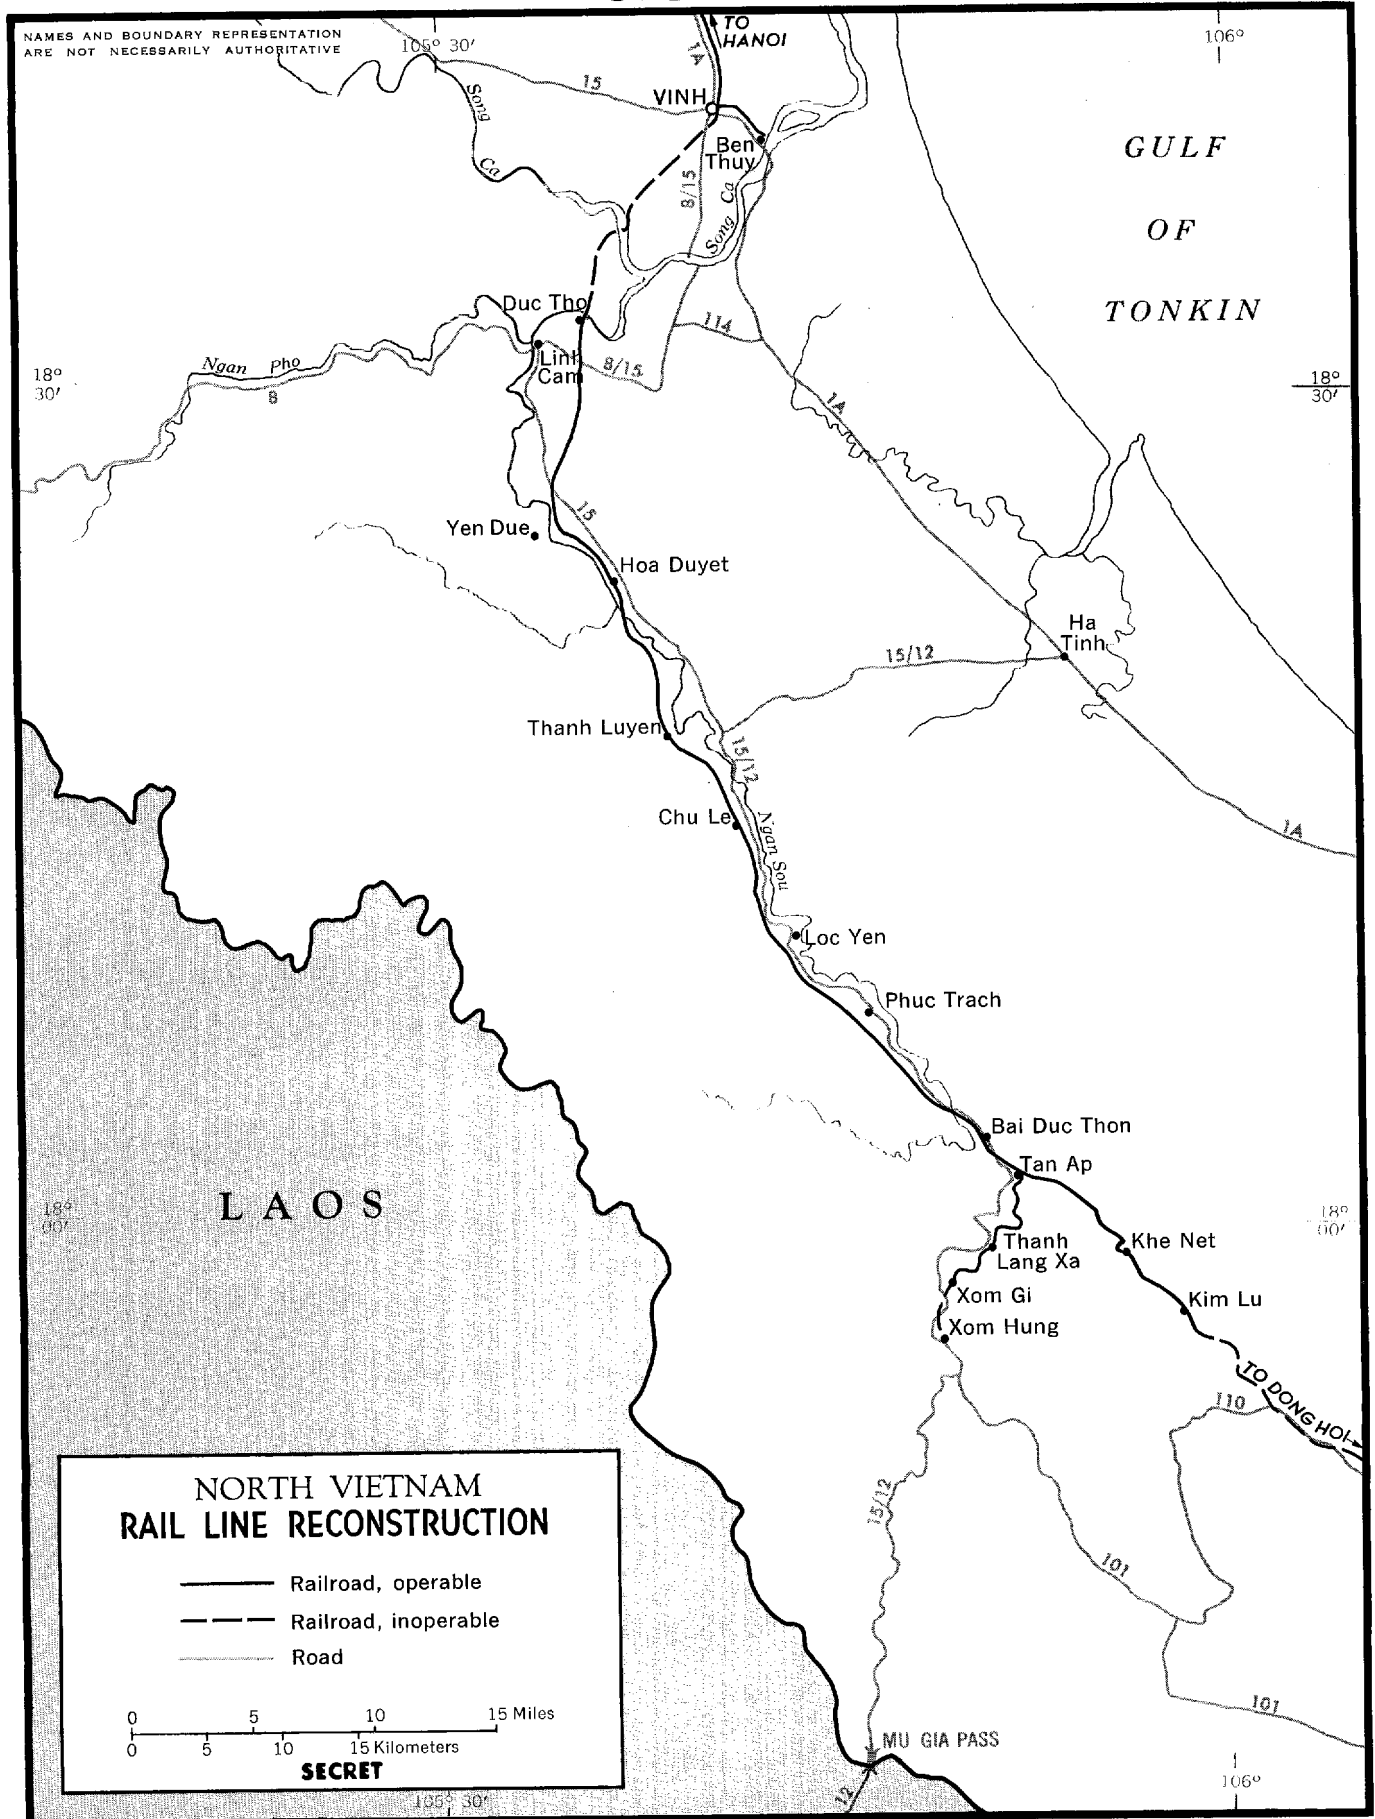 NAMES AND BOUNDARY REPRESENTATION
ARE NOT NECESSARILY AUTHORITATIVE
105° 30'
TO
HANOI
106°
1A
15
VINH
Song
Ca
Ben
Thuy
8/15
Song Ca
GULF
OF
TONKIN
Duc Tho
114
Linh
Cam
8/15
Ngan Pho
8
18°
30'
18°
30'
1A
15
Yen Due
Hoa Duyet
Ha
Tinh
15/12
Thanh Luyen
15/12
Chu Le
Ngan Sou
1A
Loc Yen
Phuc Trach
Bai Duc Thon
Tan Ap
LAOS
18°
00'
18°
00'
Thanh
Lang Xa
Khe Net
Xom Gi
Kim Lu
Xom Hung
TO DONG HOI
110
15/12
101
101
NORTH VIETNAM
RAIL LINE RECONSTRUCTION
Railroad, operable
Railroad, inoperable
Road
0 5 10 15 Miles
0 5 10 15 Kilometers
SECRET
MU GIA PASS
12
105° 30'
106°